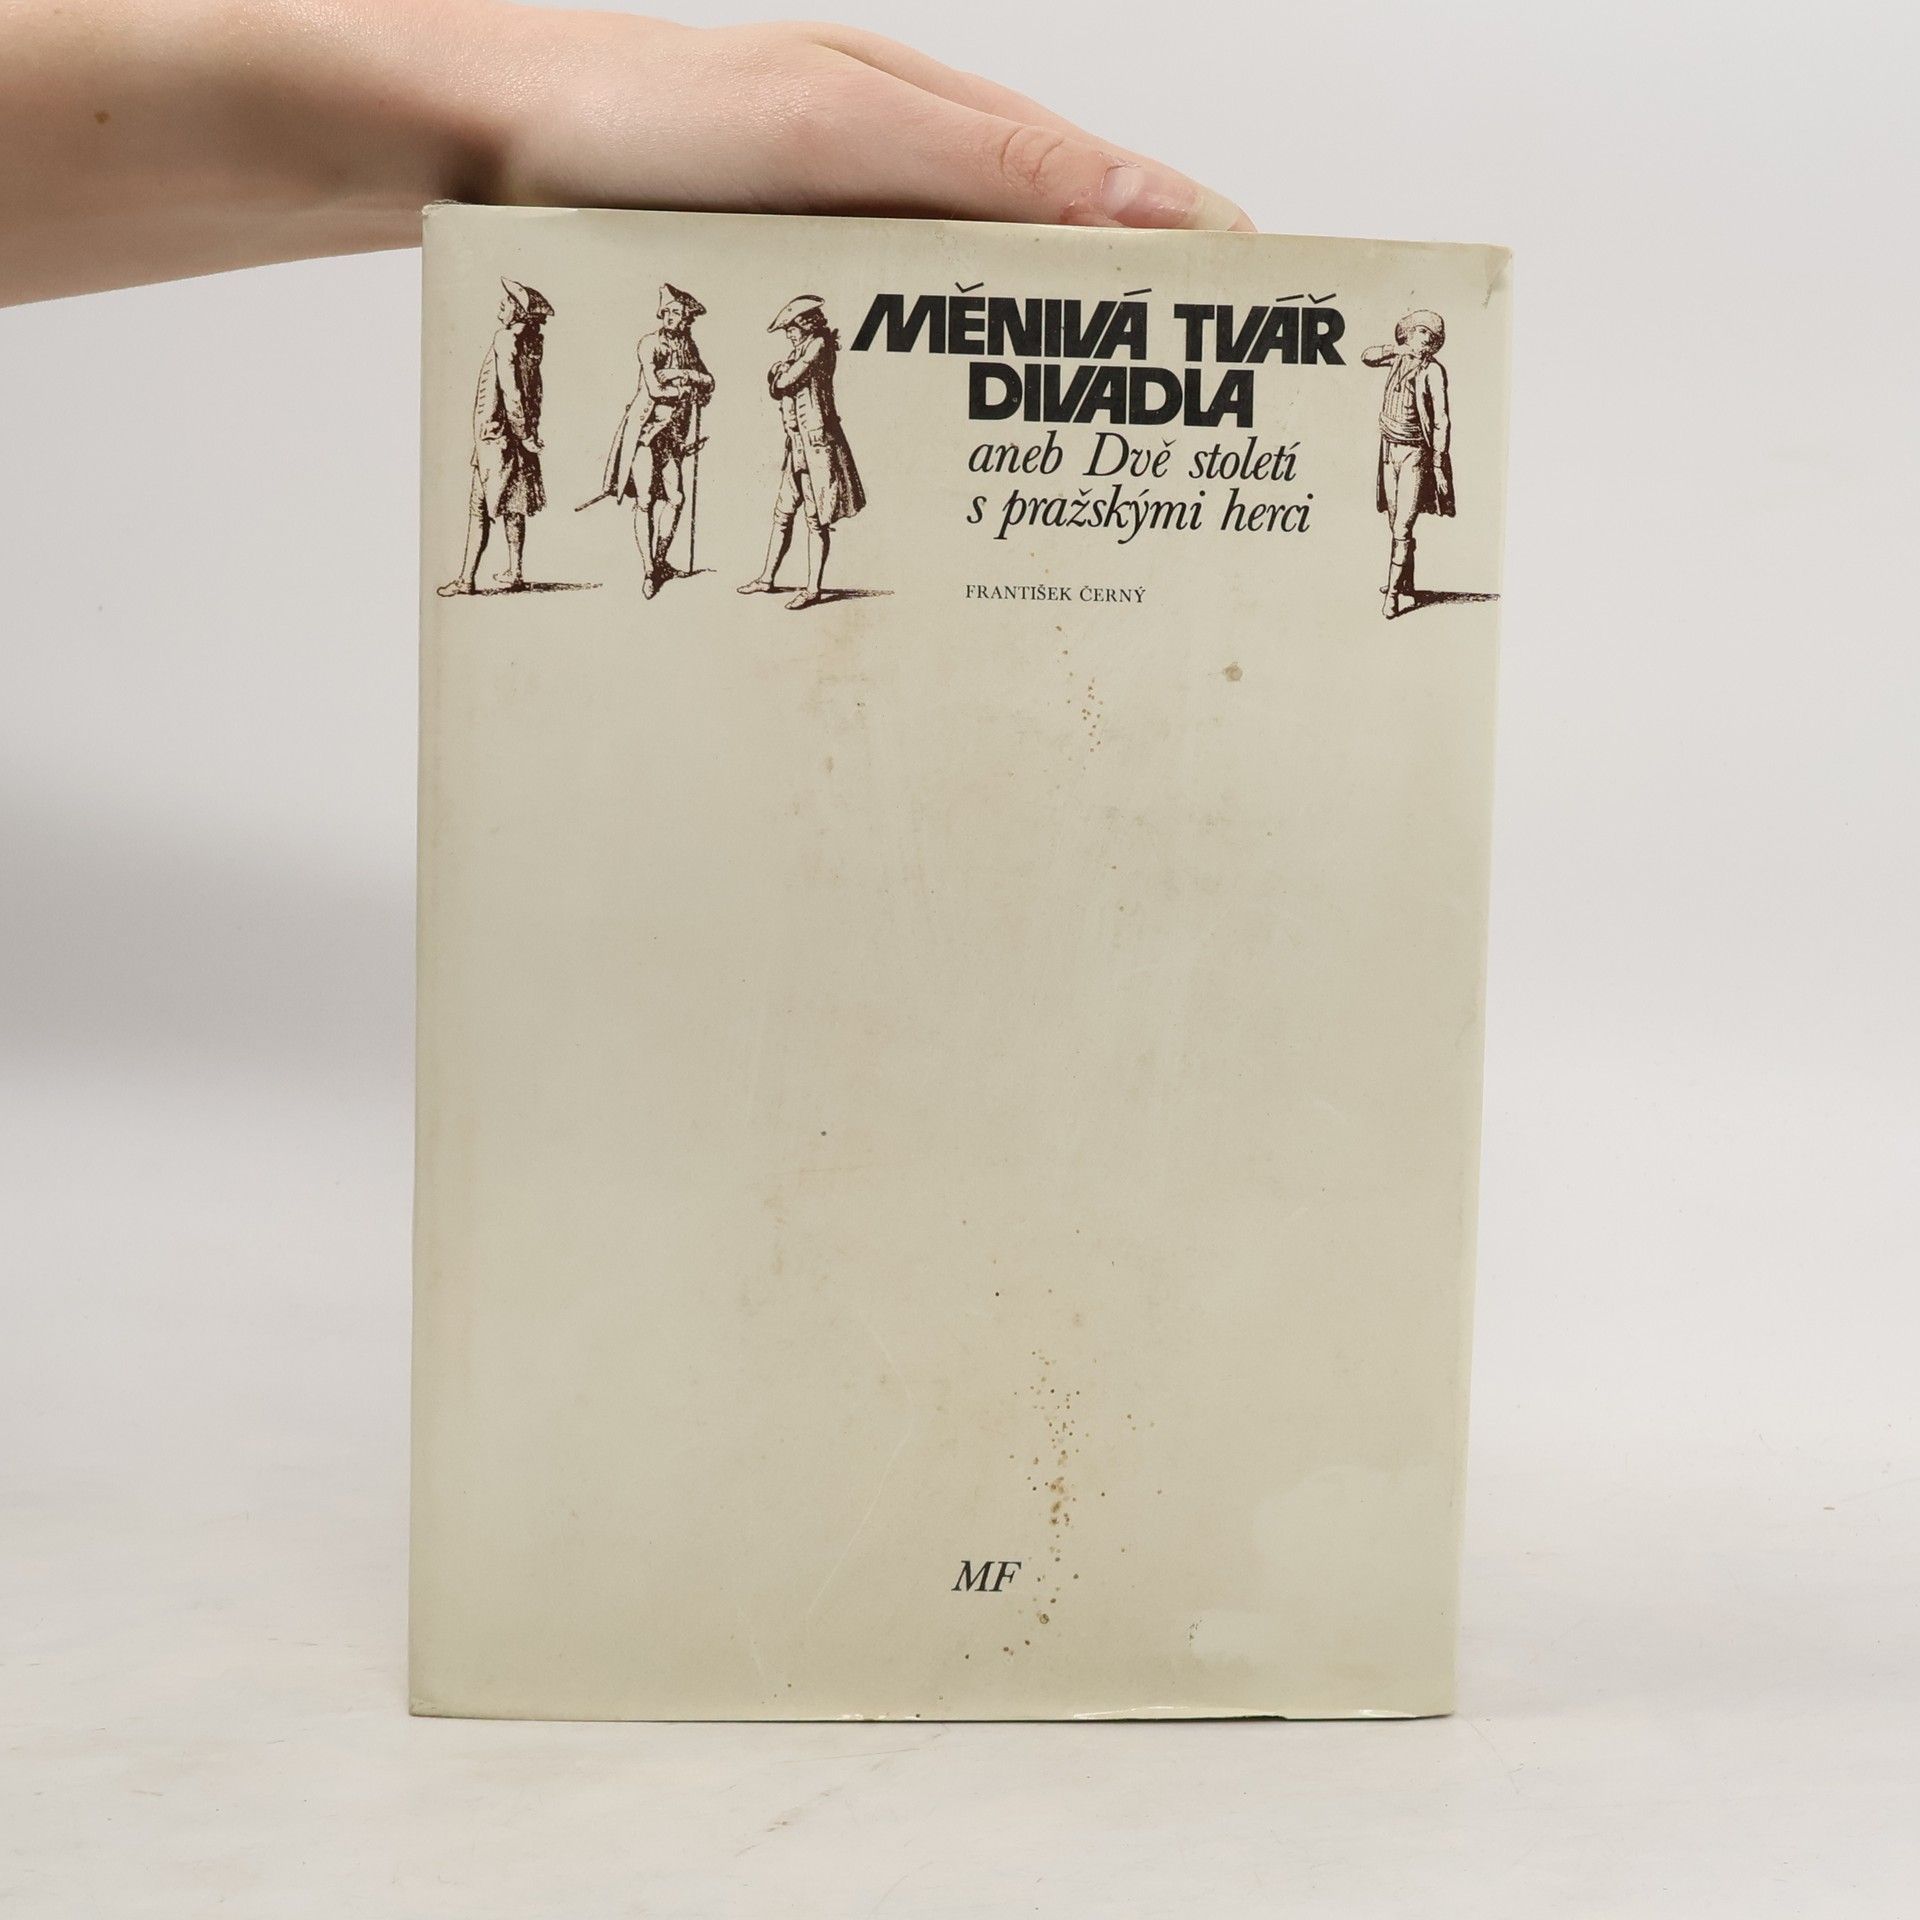 MĚNIVÁ TVÁŘ
DIVADLA
aneb Dvě století
s pražskými herci
FRANTIŠEK ČERNÝ
MF